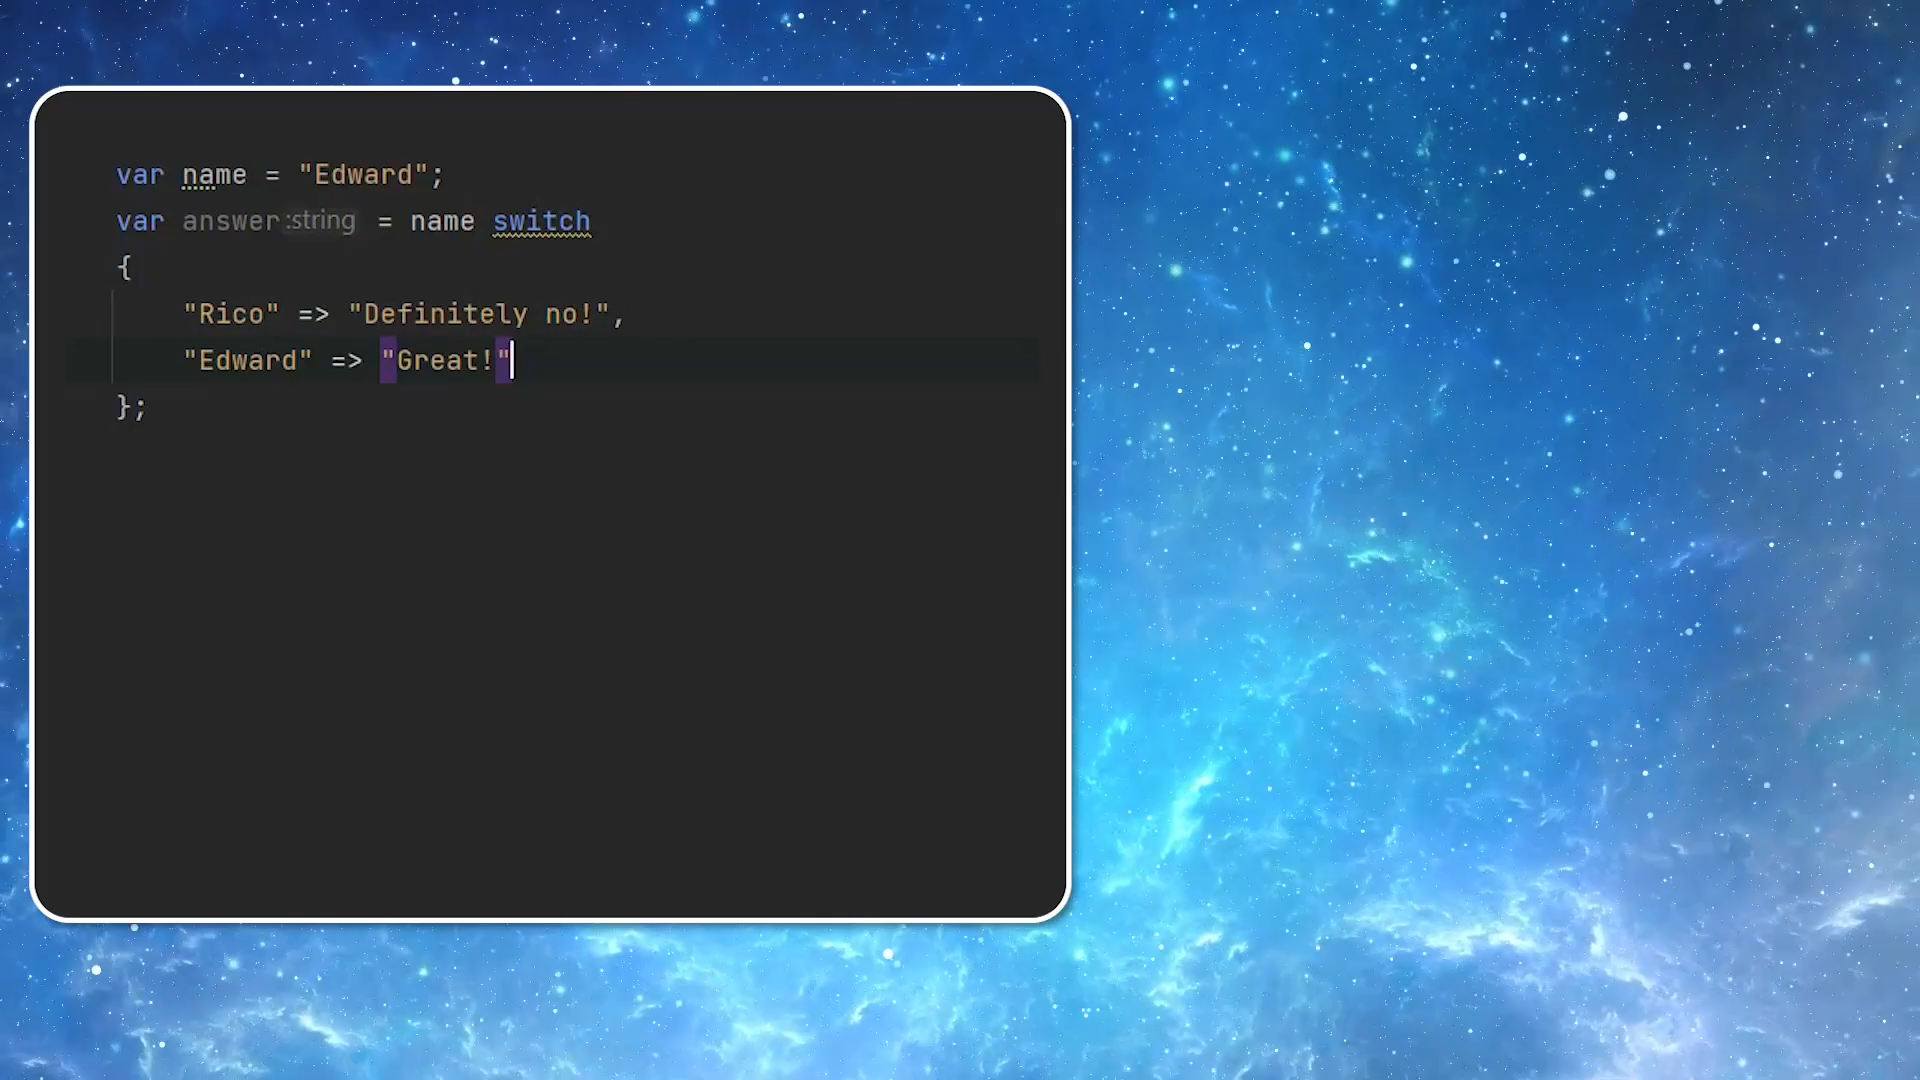 var name = "Edward";
var answer :string = name switch
{
"Rico" => "Definitely no!",
"Edward" => "Great!"
};